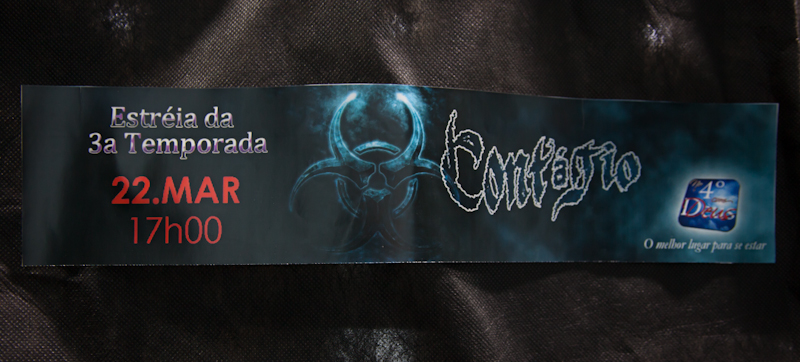 Estréia da
3a Temporada
22.MAR
17h00
Contágio
4º
Deus
O melhor lugar para se estar